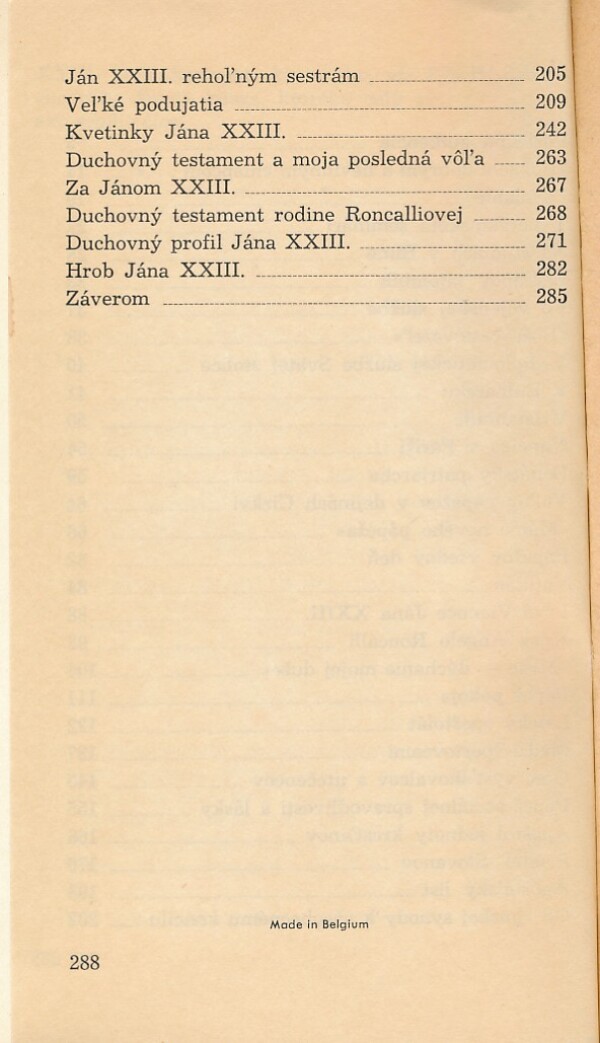 Ján XXIII. rehoľným sestrám 205
Veľké podujatia 209
Kvetinky Jána XXIII. 242
Duchovný testament a moja posledná vôľa 263
Za Jánom XXIII. 267
Duchovný testament rodine Roncalliovej 268
Duchovný profil Jána XXIII. 271
Hrob Jána XXIII. 282
Záverom 285
Made in Belgium
288